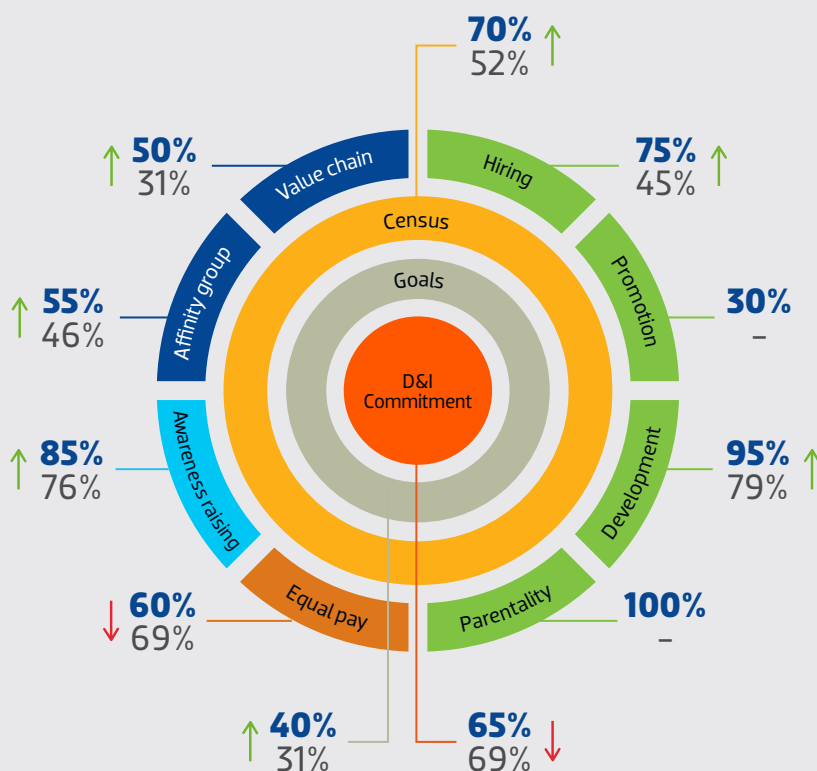 70%
52%
50%
31%
Value chain
Hiring
75%
45%
Census
Affinity group
Goals
Promotion
55%
46%
30%
–
D&I
Commitment
85%
76%
Awareness raising
Development
95%
79%
60%
69%
Equal pay
Parentality
100%
–
40%
31%
65%
69%